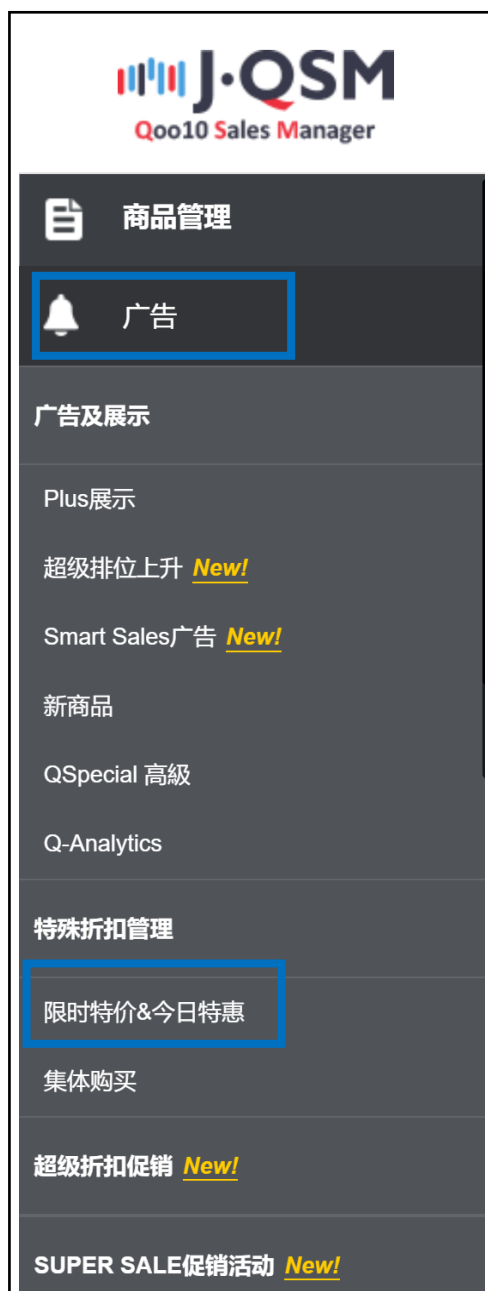 J·QSM
Qoo10 Sales Manager
商品管理
广告
广告及展示
Plus展示
超级排位上升 New!
Smart Sales广告 New!
新商品
QSpecial 高級
Q-Analytics
特殊折扣管理
限时特价&今日特惠
集体购买
超级折扣促销 New!
SUPER SALE促销活动 New!